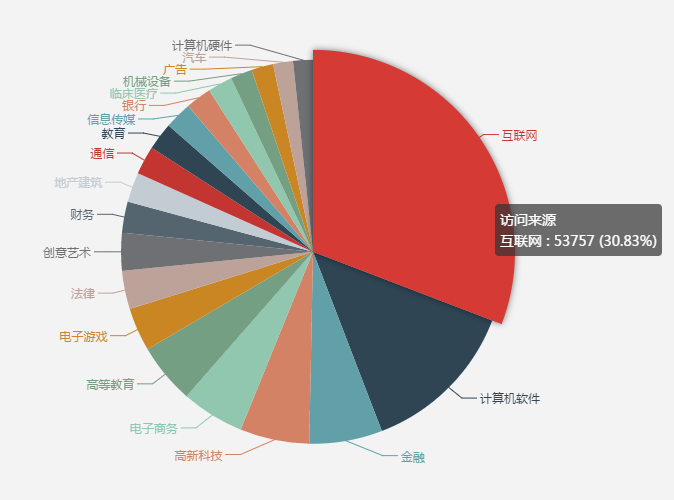 计算机硬件
汽车
广告
机械设备
临床医疗
银行
信息传媒
教育
通信
地产建筑
财务
创意艺术
法律
电子游戏
高等教育
电子商务
高新科技
金融
计算机软件
互联网
访问来源
互联网 : 53757 (30.83%)